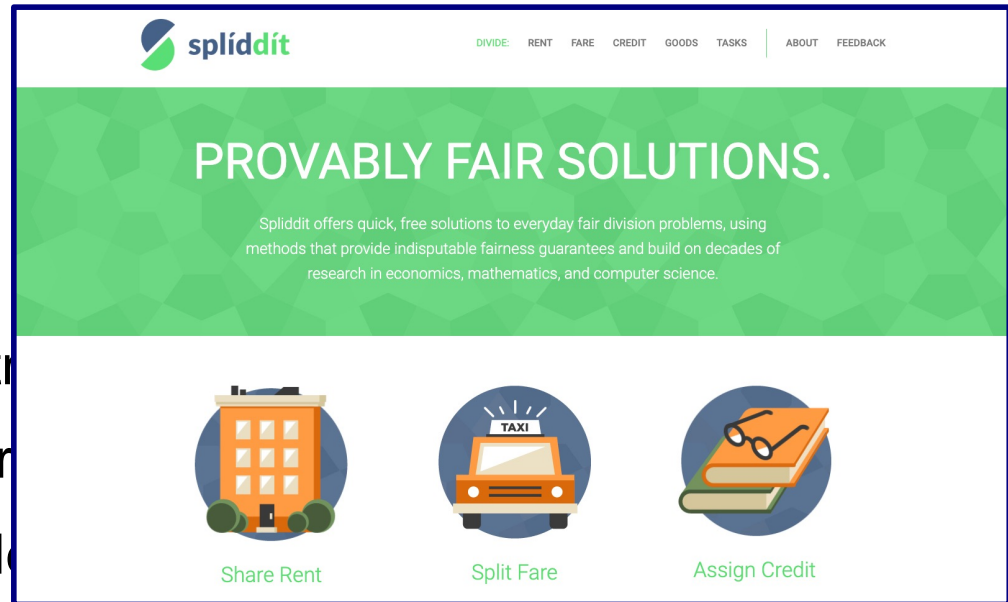 splíddít
DIVIDE: RENT FARE CREDIT GOODS TASKS ABOUT FEEDBACK
PROVABLY FAIR SOLUTIONS.
Spliddit offers quick, free solutions to everyday fair division problems, using
methods that provide indisputable fairness guarantees and build on decades of
research in economics, mathematics, and computer science.
TAXI
Share Rent Split Fare Assign Credit